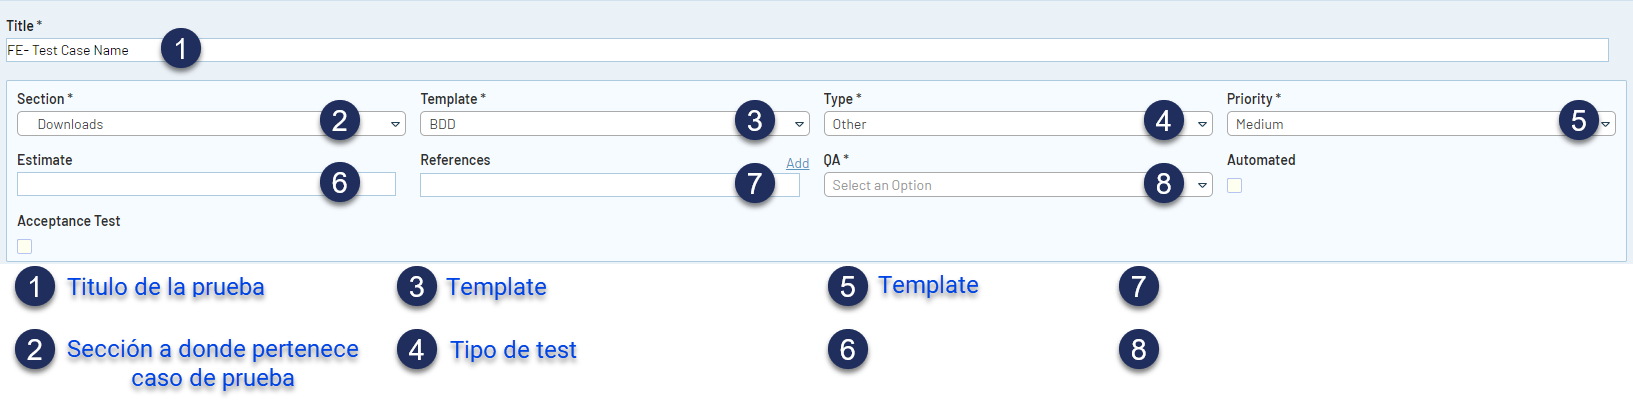 Title *
FE- Test Case Name 1
Section * Template * Type * Priority *
Downloads 2 BDD 3 Other 4 Medium 5
Estimate References Add QA * Automated
6 7 Select an Option 8
Acceptance Test
1 Titulo de la prueba 3 Template 5 Template 7
2 Sección a donde pertenece 4 Tipo de test 6 8
caso de prueba